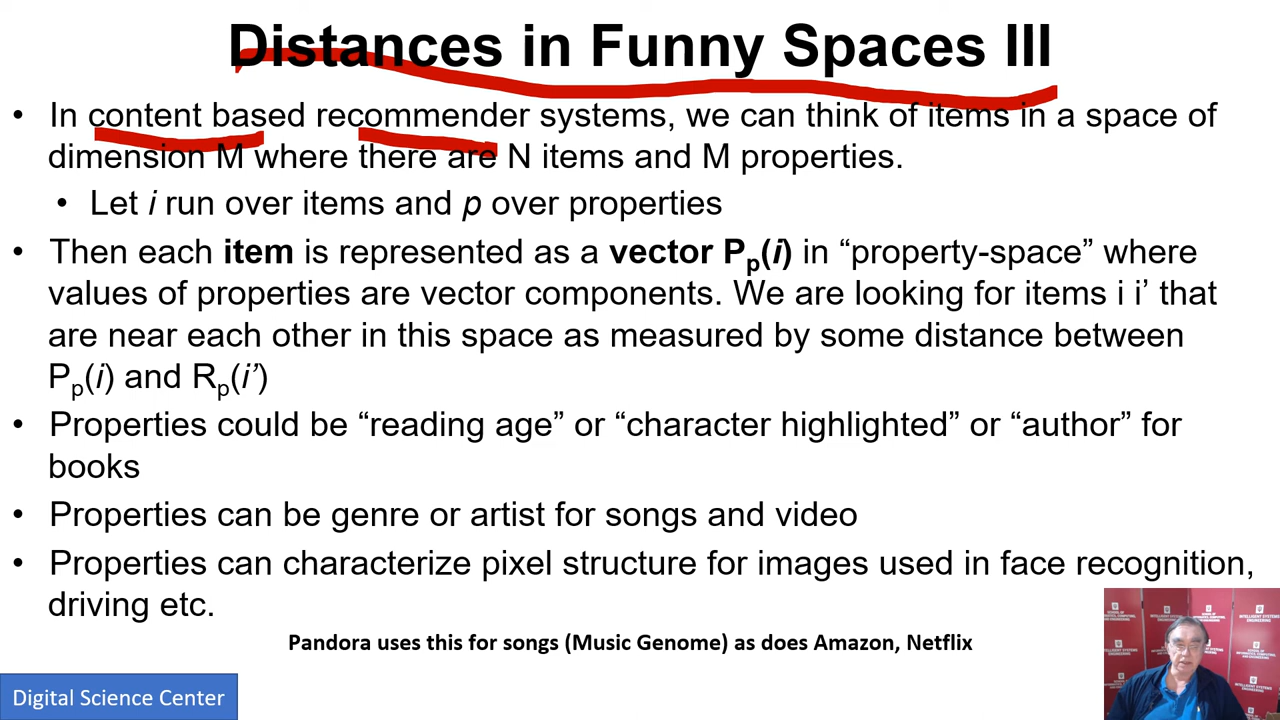 Distances in Funny Spaces III
• In content based recommender systems, we can think of items in a space of
dimension M where there are N items and M properties.
• Let i run over items and p over properties
• Then each item is represented as a vector Pp(i) in “property-space” where
values of properties are vector components. We are looking for items i i’ that
are near each other in this space as measured by some distance between
Pp(i) and Rp(i’)
• Properties could be “reading age” or “character highlighted” or “author” for
books
• Properties can be genre or artist for songs and video
• Properties can characterize pixel structure for images used in face recognition,
driving etc.
Pandora uses this for songs (Music Genome) as does Amazon, Netflix
Digital Science Center
INTELLIGENT SYSTEMS
ENGINEERING